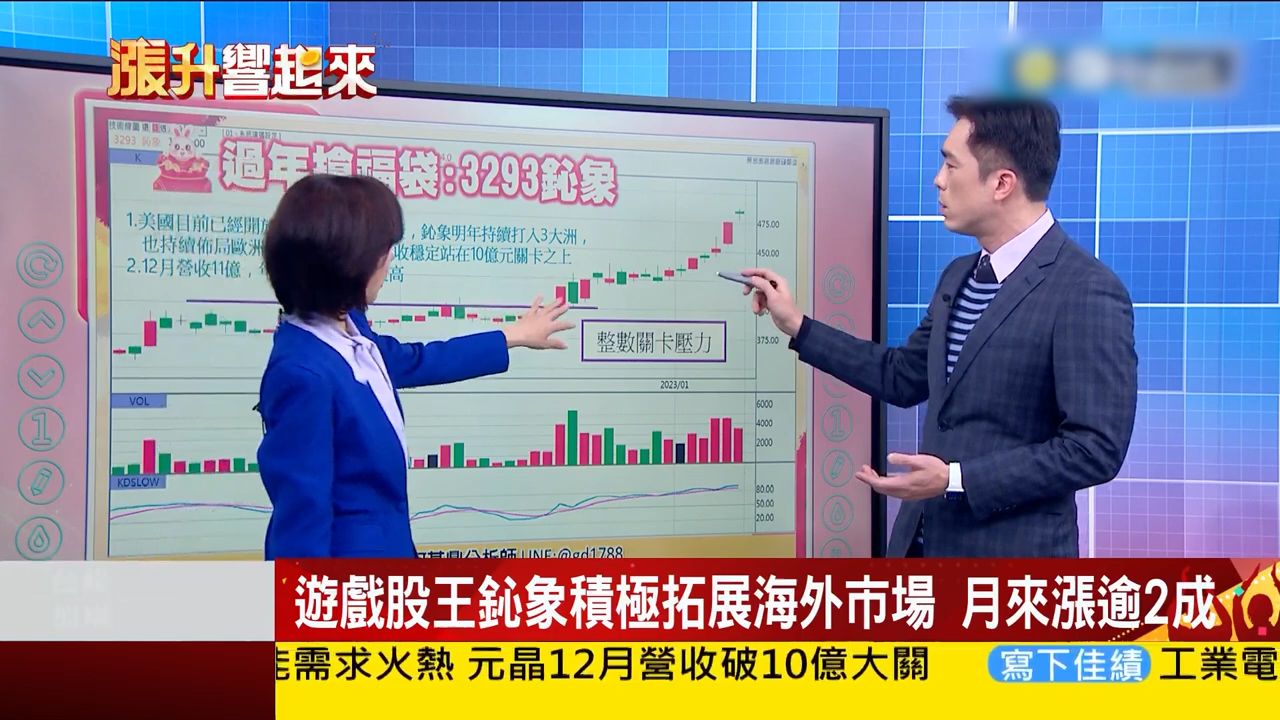 漲升響起來
3293
K
過年搶福袋:3293鈊象
1.美國目前已經開放
，鈊象明年持續打入3大洲，
也持續佈局歐洲
收穩定站在10億元關卡之上
2.12月營收11億，
高
475.00
450.00
整數關卡壓力
375.00
2023/01
VOL
6000
4000
2000
KDSLOW
80.00
50.00
20.00
分析師 LINE:@gd1788
遊戲股王鈊象積極拓展海外市場 月來漲逾2成
能需求火熱 元晶12月營收破10億大關 寫下佳績 工業電